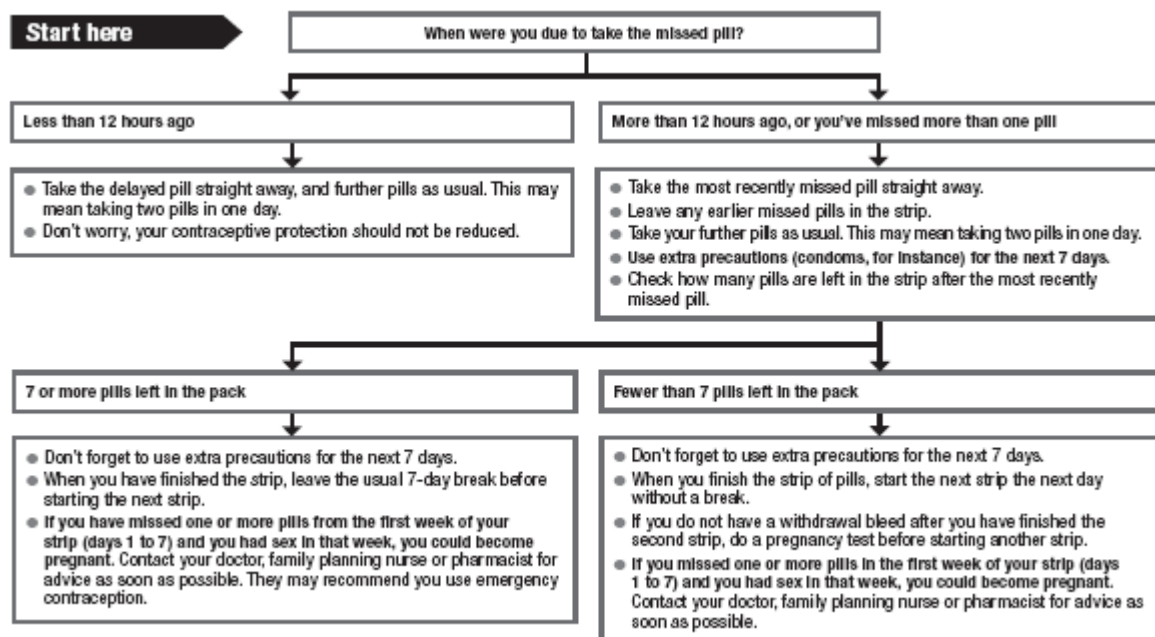 Start here
When were you due to take the missed pill?
Less than 12 hours ago
More than 12 hours ago, or you've missed more than one pill
● Take the delayed pill straight away, and further pills as usual. This may
mean taking two pills in one day.
● Don't worry, your contraceptive protection should not be reduced.
● Take the most recently missed pill straight away.
● Leave any earlier missed pills in the strip.
● Take your further pills as usual. This may mean taking two pills in one day.
● Use extra precautions (condoms, for instance) for the next 7 days.
● Check how many pills are left in the strip after the most recently
missed pill.
7 or more pills left in the pack
Fewer than 7 pills left in the pack
● Don't forget to use extra precautions for the next 7 days.
● When you have finished the strip, leave the usual 7-day break before
starting the next strip.
● If you have missed one or more pills from the first week of your
strip (days 1 to 7) and you had sex in that week, you could become
pregnant. Contact your doctor, family planning nurse or pharmacist for
advice as soon as possible. They may recommend you use emergency
contraception.
● Don't forget to use extra precautions for the next 7 days.
● When you finish the strip of pills, start the next strip the next day
without a break.
● If you do not have a withdrawal bleed after you have finished the
second strip, do a pregnancy test before starting another strip.
● If you missed one or more pills in the first week of your strip (days
1 to 7) and you had sex in that week, you could become pregnant.
Contact your doctor, family planning nurse or pharmacist for advice as
soon as possible.